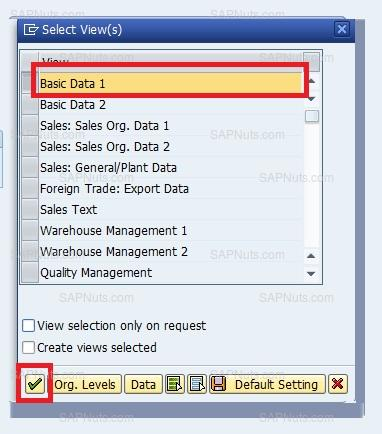 Select View(s)
View
Basic Data 1
Basic Data 2
Sales: Sales Org. Data 1
Sales: Sales Org. Data 2
Sales: General/Plant Data
Foreign Trade: Export Data
Sales Text
Warehouse Management 1
Warehouse Management 2
Quality Management
SAPNuts.com
View selection only on request
Create views selected
Org. Levels Data Default Setting